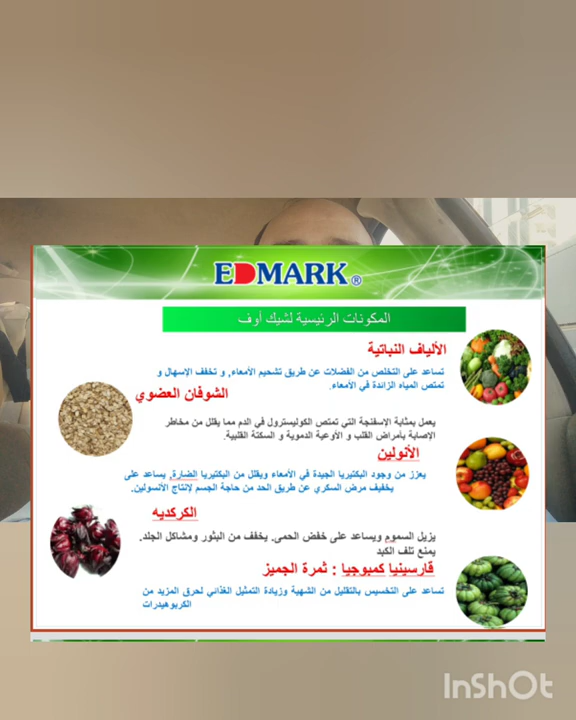 EDMARK®
المكونات الرئيسية لشيك أوف
الألياف النباتية
تساعد على التخلص من الفضلات عن طريق تشحيم الأمعاء, و تخفف الإسهال و
تمتص المياه الزائدة في الأمعاء.
الشوفان العضوي
يعمل بمثابة الإسفنجة التي تمتص الكوليسترول في الدم مما يقلل من مخاطر
الإصابة بأمراض القلب و الأوعية الدموية و السكتة القلبية.
الأنولين
يعزز من وجود البكتيريا الجيدة في الأمعاء ويقلل من البكتيريا الضارة, يساعد على
يخفيف مرض السكري عن طريق الحد من حاجة الجسم لإنتاج الأنسولين.
الكركديه
يزيل السموم ويساعد على خفض الحمى. يخفف من البثور ومشاكل الجلد.
يمنع تلف الكبد
قارسينيا كمبوجيا : ثمرة الجميز
تساعد على التخسيس بالتقليل من الشهية وزيادة التمثيل الغذائي لحرق المزيد من
الكربوهيدرات
InShOt